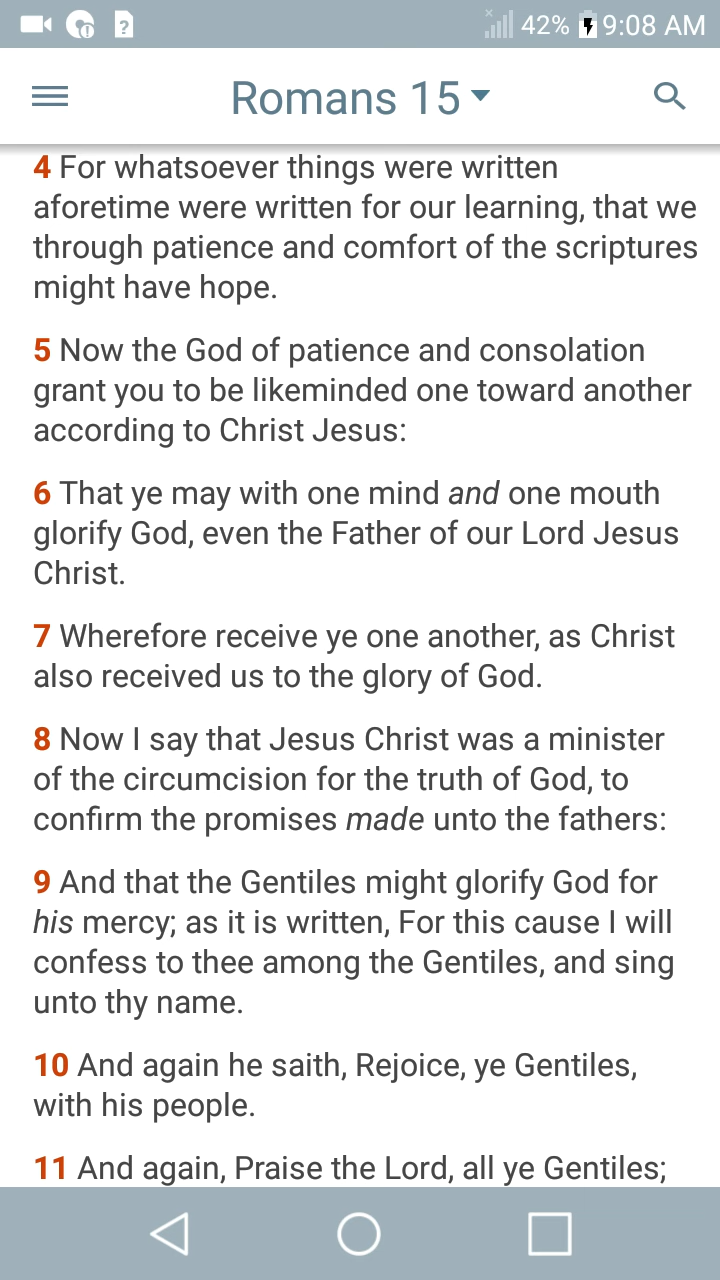 42% 9:08 AM
Romans 15
4 For whatsoever things were written
aforetime were written for our learning, that we
through patience and comfort of the scriptures
might have hope.
5 Now the God of patience and consolation
grant you to be likeminded one toward another
according to Christ Jesus:
6 That ye may with one mind and one mouth
glorify God, even the Father of our Lord Jesus
Christ.
7 Wherefore receive ye one another, as Christ
also received us to the glory of God.
8 Now I say that Jesus Christ was a minister
of the circumcision for the truth of God, to
confirm the promises made unto the fathers:
9 And that the Gentiles might glorify God for
his mercy; as it is written, For this cause I will
confess to thee among the Gentiles, and sing
unto thy name.
10 And again he saith, Rejoice, ye Gentiles,
with his people.
11 And again, Praise the Lord, all ye Gentiles;